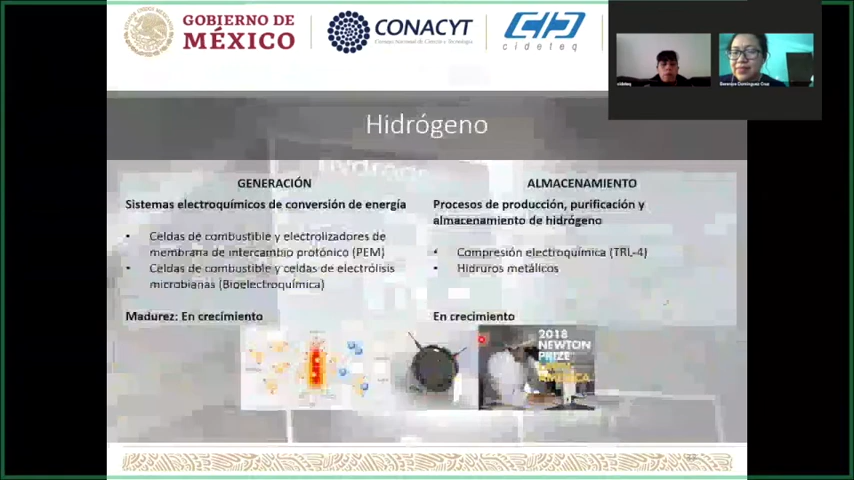 GOBIERNO DE
MÉXICO
CONACYT
Consejo Nacional de Ciencia y Tecnología
cideteq
cideteq
Hidrógeno
GENERACIÓN
Sistemas electroquímicos de conversión de energía
• Celdas de combustible y electrolizadores de
membrana de intercambio protónico (PEM)
• Celdas de combustible y celdas de electrólisis
microbianas (Bioelectroquímica)
Madurez: En crecimiento
ALMACENAMIENTO
Procesos de producción, purificación y
almacenamiento de hidrógeno
• Compresión electroquímica (TRL-4)
• Hidruros metálicos
En crecimiento
2018
NEWTON
PRIZE
AMERICA